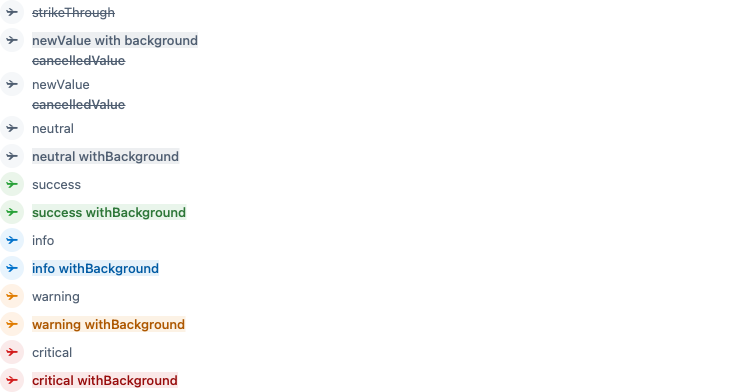 strikeThrough
newValue with background
cancelledValue
newValue
cancelledValue
neutral
neutral withBackground
success
success withBackground
info
info withBackground
warning
warning withBackground
critical
critical withBackground